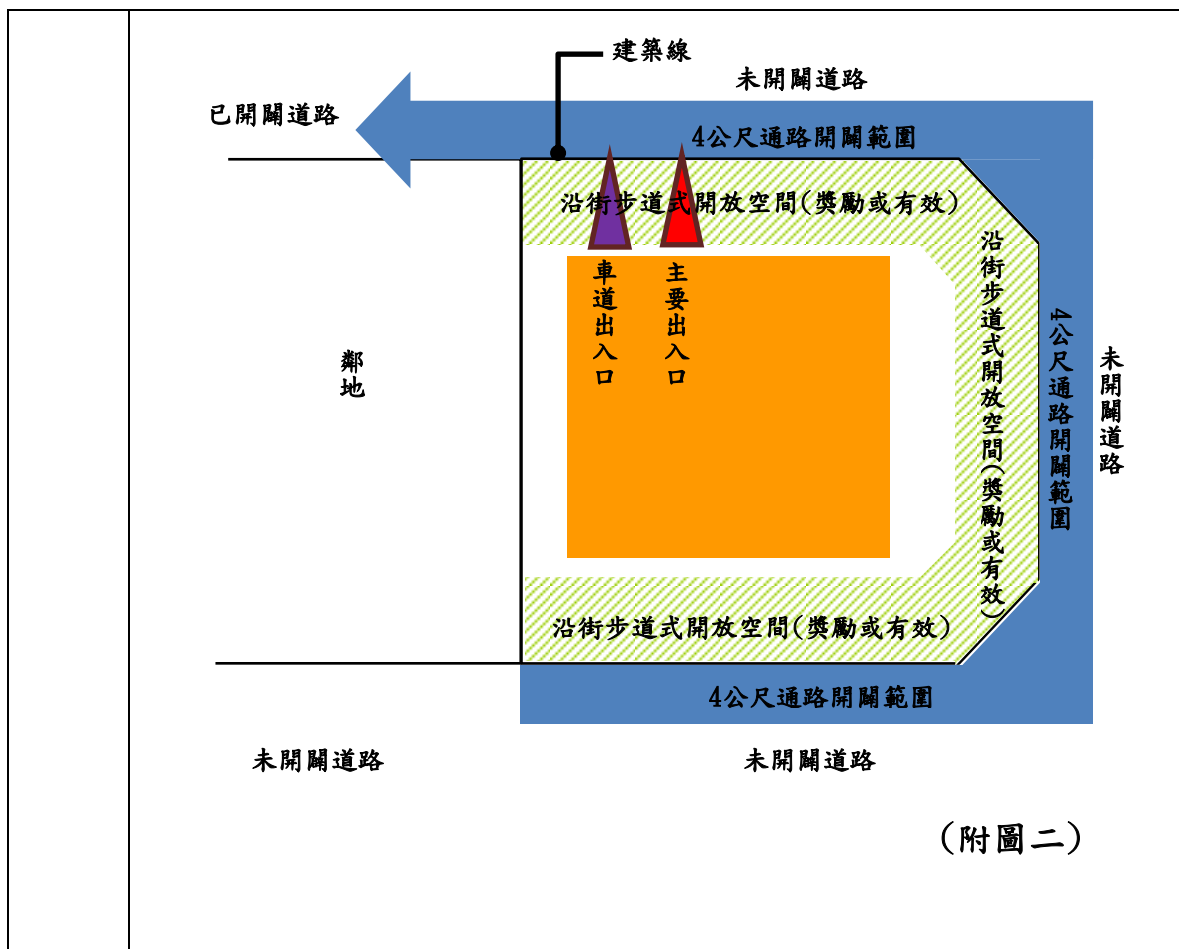 建築線
未開闢道路
已開闢道路
4公尺通路開闢範圍
沿街步道式開放空間(獎勵或有效)
車道出入口
主要出入口
沿街步道式開放空間(獎勵或有效)
4公尺通路開闢範圍
未開闢道路
鄰地
沿街步道式開放空間(獎勵或有效)
4公尺通路開闢範圍
未開闢道路
未開闢道路
(附圖二)